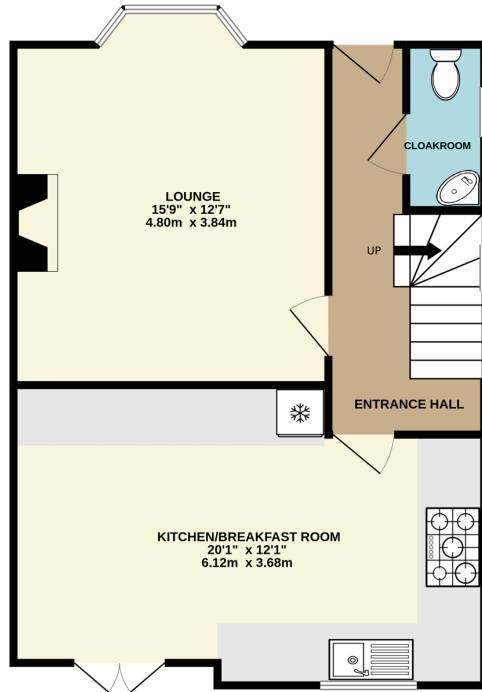 CLOAKROOM
LOUNGE
15'9" x 12'7"
4.80m x 3.84m
UP
ENTRANCE HALL
KITCHEN/BREAKFAST ROOM
20'1" x 12'1"
6.12m x 3.68m